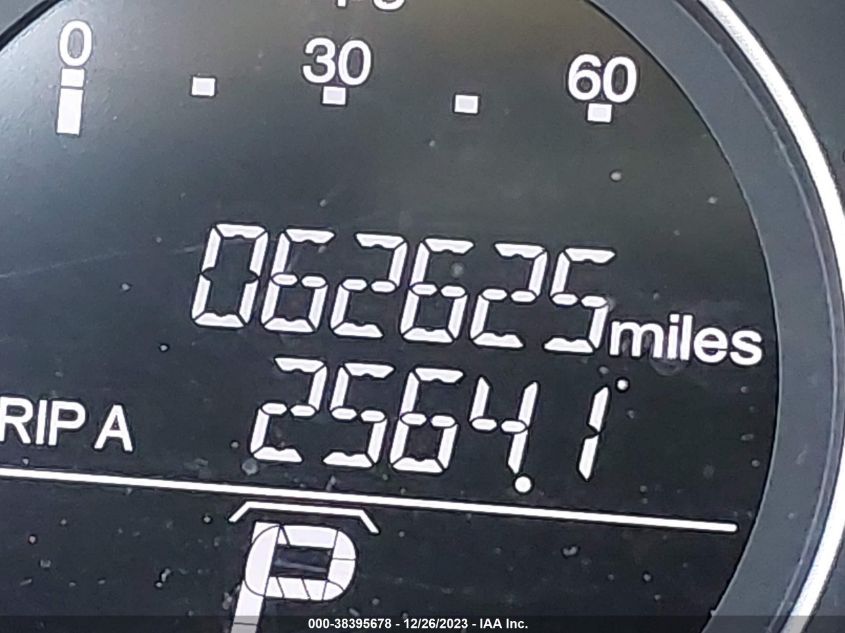 0 30 60
062625 miles
RIP A 2564.1
P
000-38395678 - 12/26/2023 - IAA Inc.